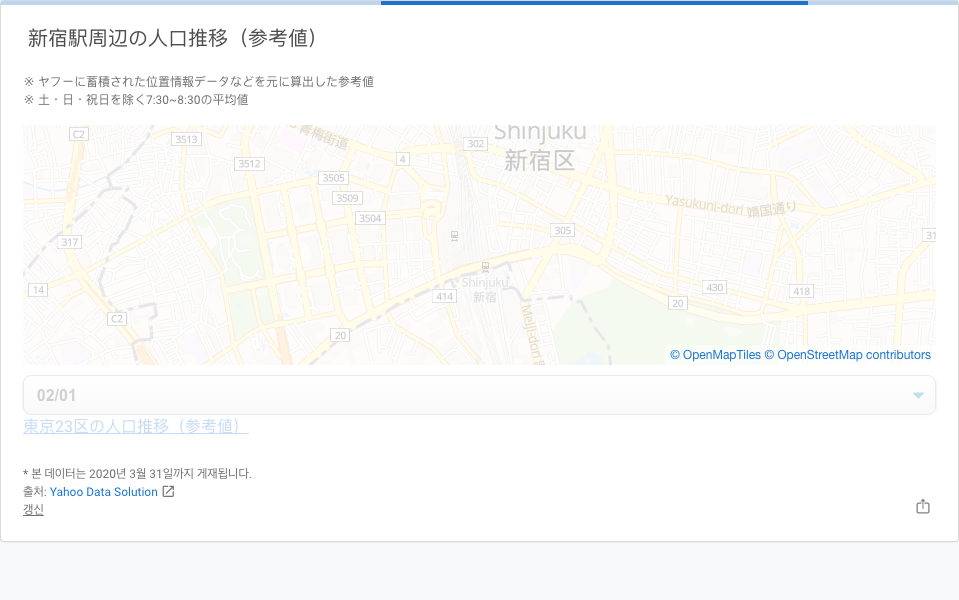 新宿駅周辺の人口推移（参考値）
※ ヤフーに蓄積された位置情報データなどを元に算出した参考値
※ 土・日・祝日を除く7:30~8:30の平均値
C2
3513
青梅街道
302
Shinjuku
新宿区
3512
4
3505
3509
3504
Yasukuni-dori 靖国通り
317
305
31
14
414
Shinjuku
新宿
430
418
20
C2
20
Meiji-dori
© OpenMapTiles © OpenStreetMap contributors
02/01
東京23区の人口推移（参考値）
* 본 데이터는 2020년 3월 31일까지 게재됩니다.
출처: Yahoo Data Solution
갱신